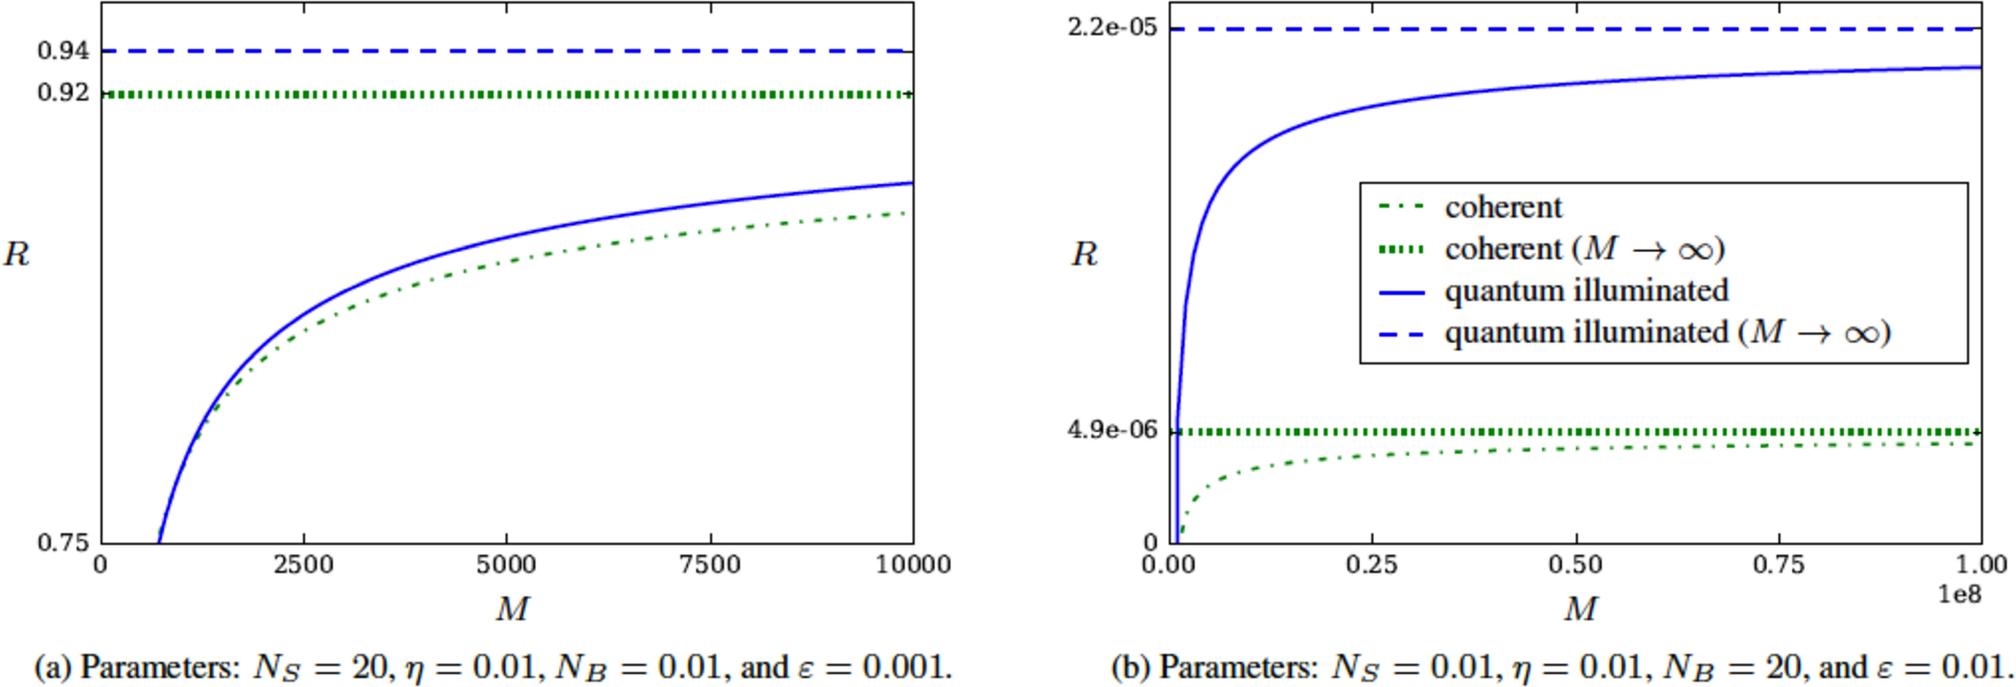 0.94
0.92
R
0.75
0 2500 5000 7500 10000
M
(a) Parameters: N_S = 20, η = 0.01, N_B = 0.01, and ε = 0.001.
2.2e-05
R
4.9e-06
0
coherent
coherent (M → ∞)
quantum illuminated
quantum illuminated (M → ∞)
0.00 0.25 0.50 0.75 1.00
1e8
M
(b) Parameters: N_S = 0.01, η = 0.01, N_B = 20, and ε = 0.01.